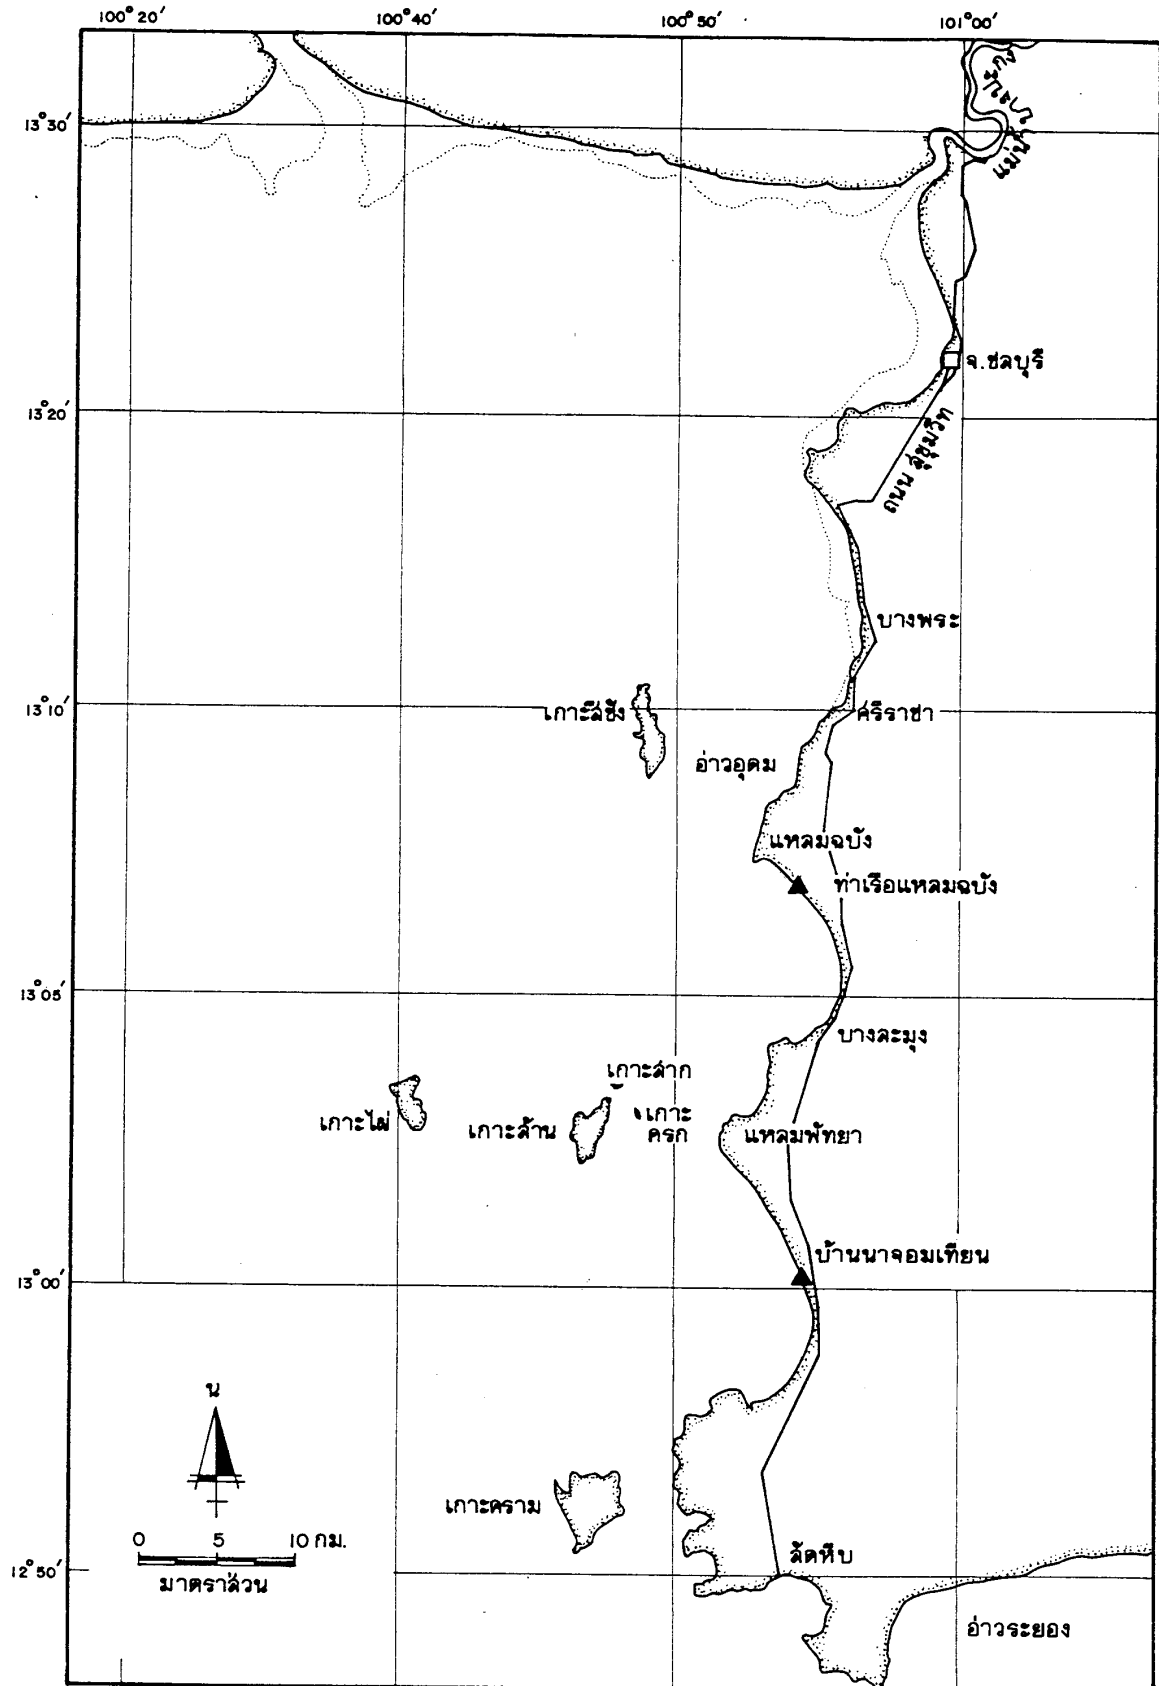 100°20′
100°40′
100°50′
101°00′
แม่น้ำบางปะกง
13°30′
จ.ชลบุรี
13°20′
ถนน สุขุมวิท
บางพระ
13°10′
เกาะสีชัง
ศรีราชา
อ่าวอุดม
แหลมฉบัง
ท่าเรือแหลมฉบัง
13°05′
บางละมุง
เกาะสาก
เกาะไผ่
เกาะล้าน
เกาะ
ครก
แหลมพัทยา
บ้านนาจอมเทียน
13°00′
น
เกาะคราม
0 5 10 กม.
มาตราส่วน
สัตหีบ
12°50′
อ่าวระยอง